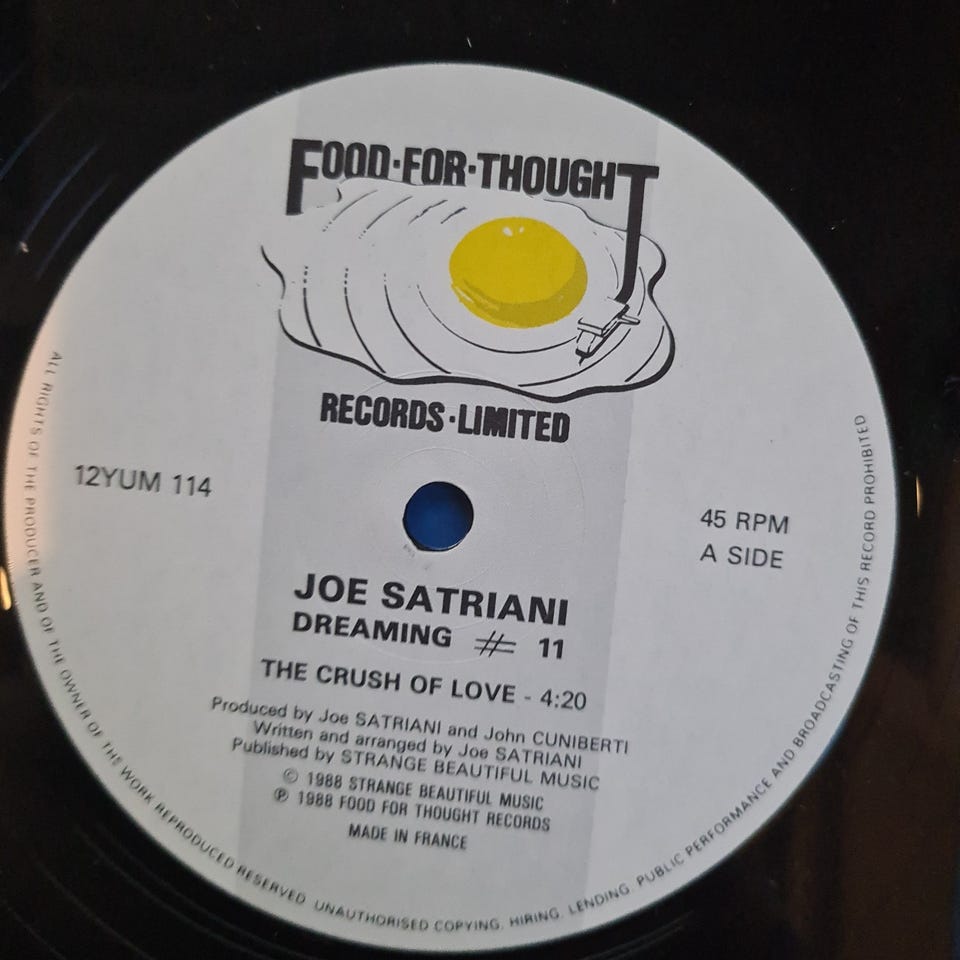 FOOD·FOR·THOUGHT
RECORDS·LIMITED
12YUM 114
45 RPM
A SIDE
JOE SATRIANI
DREAMING # 11
THE CRUSH OF LOVE - 4:20
Produced by Joe SATRIANI and John CUNIBERTI
Written and arranged by Joe SATRIANI
Published by STRANGE BEAUTIFUL MUSIC
© 1988 STRANGE BEAUTIFUL MUSIC
℗ 1988 FOOD FOR THOUGHT RECORDS
MADE IN FRANCE
ALL RIGHTS OF THE PRODUCER AND OF THE OWNER OF THE WORK REPRODUCED RESERVED. UNAUTHORISED COPYING, HIRING, LENDING, PUBLIC PERFORMANCE AND BROADCASTING OF THIS RECORD PROHIBITED